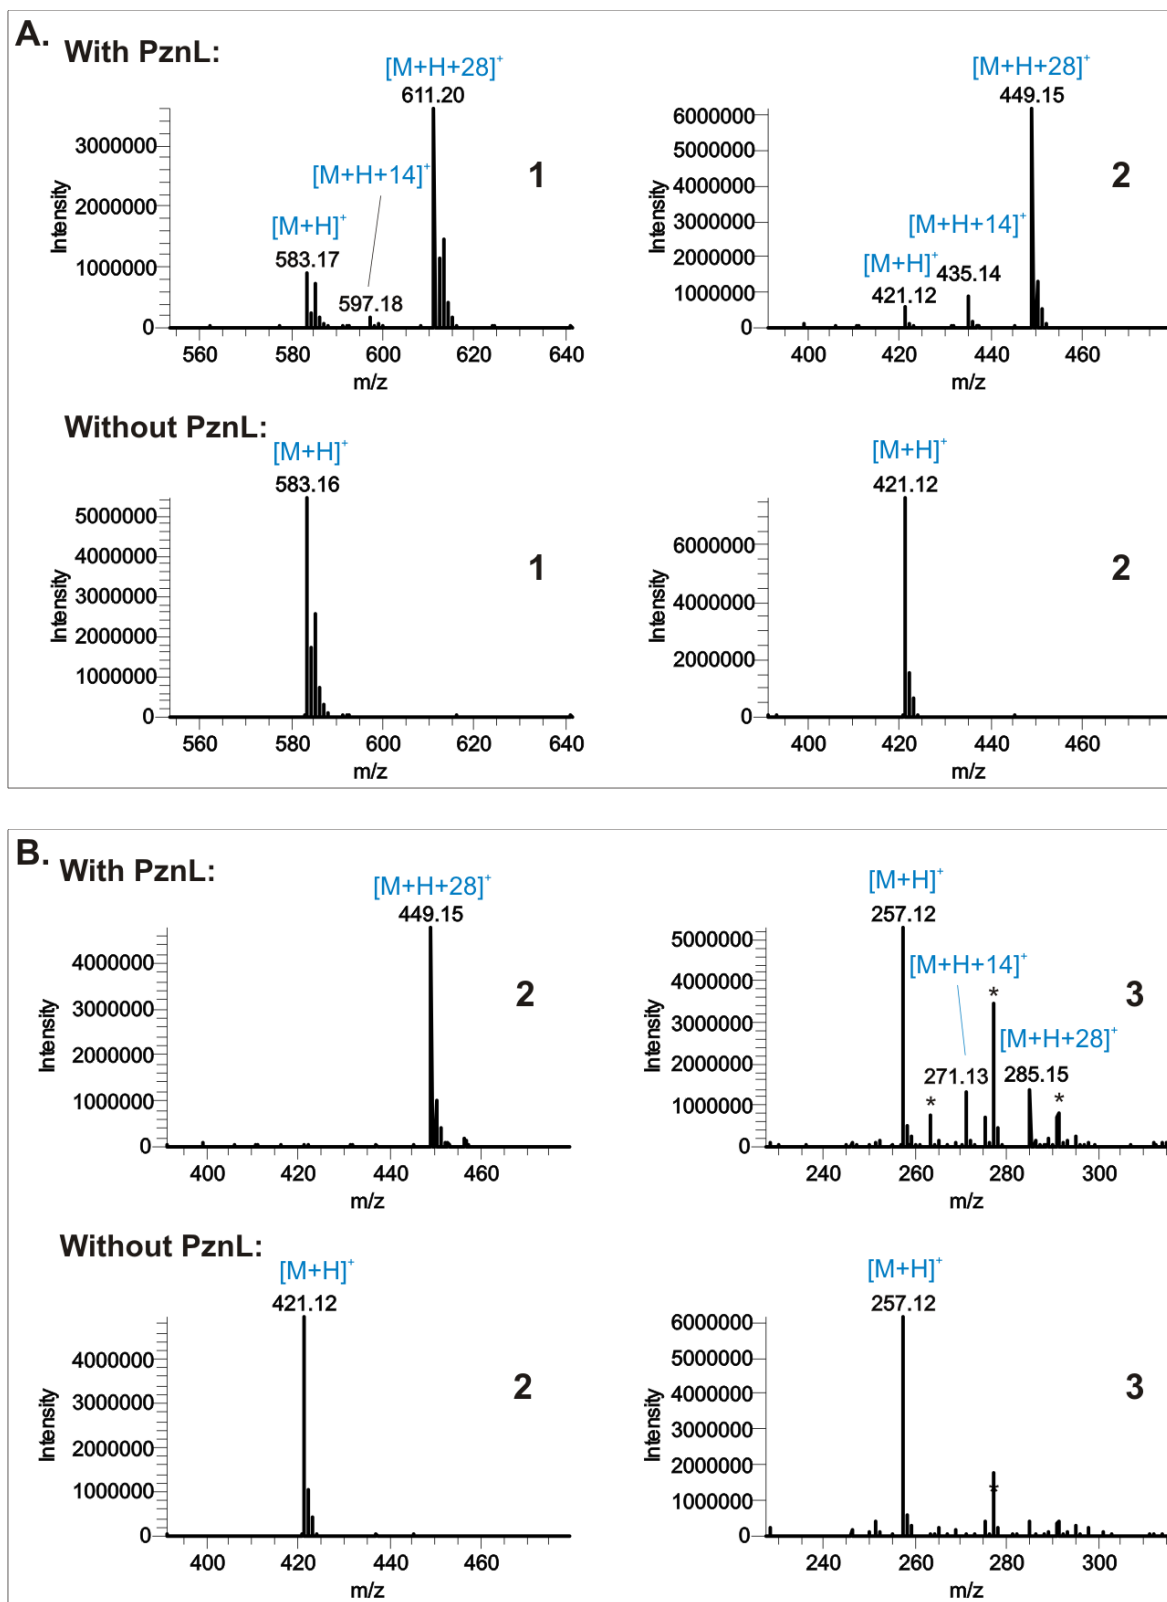 A. With PznL:
[M+H+28]⁺
611.20
[M+H+14]⁺
[M+H]⁺
583.17
597.18
1
Intensity
3000000
2000000
1000000
0
560 580 600 620 640
m/z
[M+H+28]⁺
449.15
[M+H+14]⁺
[M+H]⁺
435.14
421.12
2
Intensity
6000000
5000000
4000000
3000000
2000000
1000000
0
400 420 440 460
m/z
Without PznL:
[M+H]⁺
583.16
1
Intensity
5000000
4000000
3000000
2000000
1000000
0
560 580 600 620 640
m/z
[M+H]⁺
421.12
2
Intensity
6000000
4000000
2000000
0
400 420 440 460
m/z
B. With PznL:
[M+H+28]⁺
449.15
2
Intensity
4000000
3000000
2000000
1000000
0
400 420 440 460
m/z
[M+H]⁺
257.12
[M+H+14]⁺
*
3
[M+H+28]⁺
271.13 285.15
* *
Intensity
5000000
4000000
3000000
2000000
1000000
0
240 260 280 300
m/z
Without PznL:
[M+H]⁺
421.12
2
Intensity
4000000
3000000
2000000
1000000
0
400 420 440 460
m/z
[M+H]⁺
257.12
3
*
Intensity
6000000
5000000
4000000
3000000
2000000
1000000
0
240 260 280 300
m/z